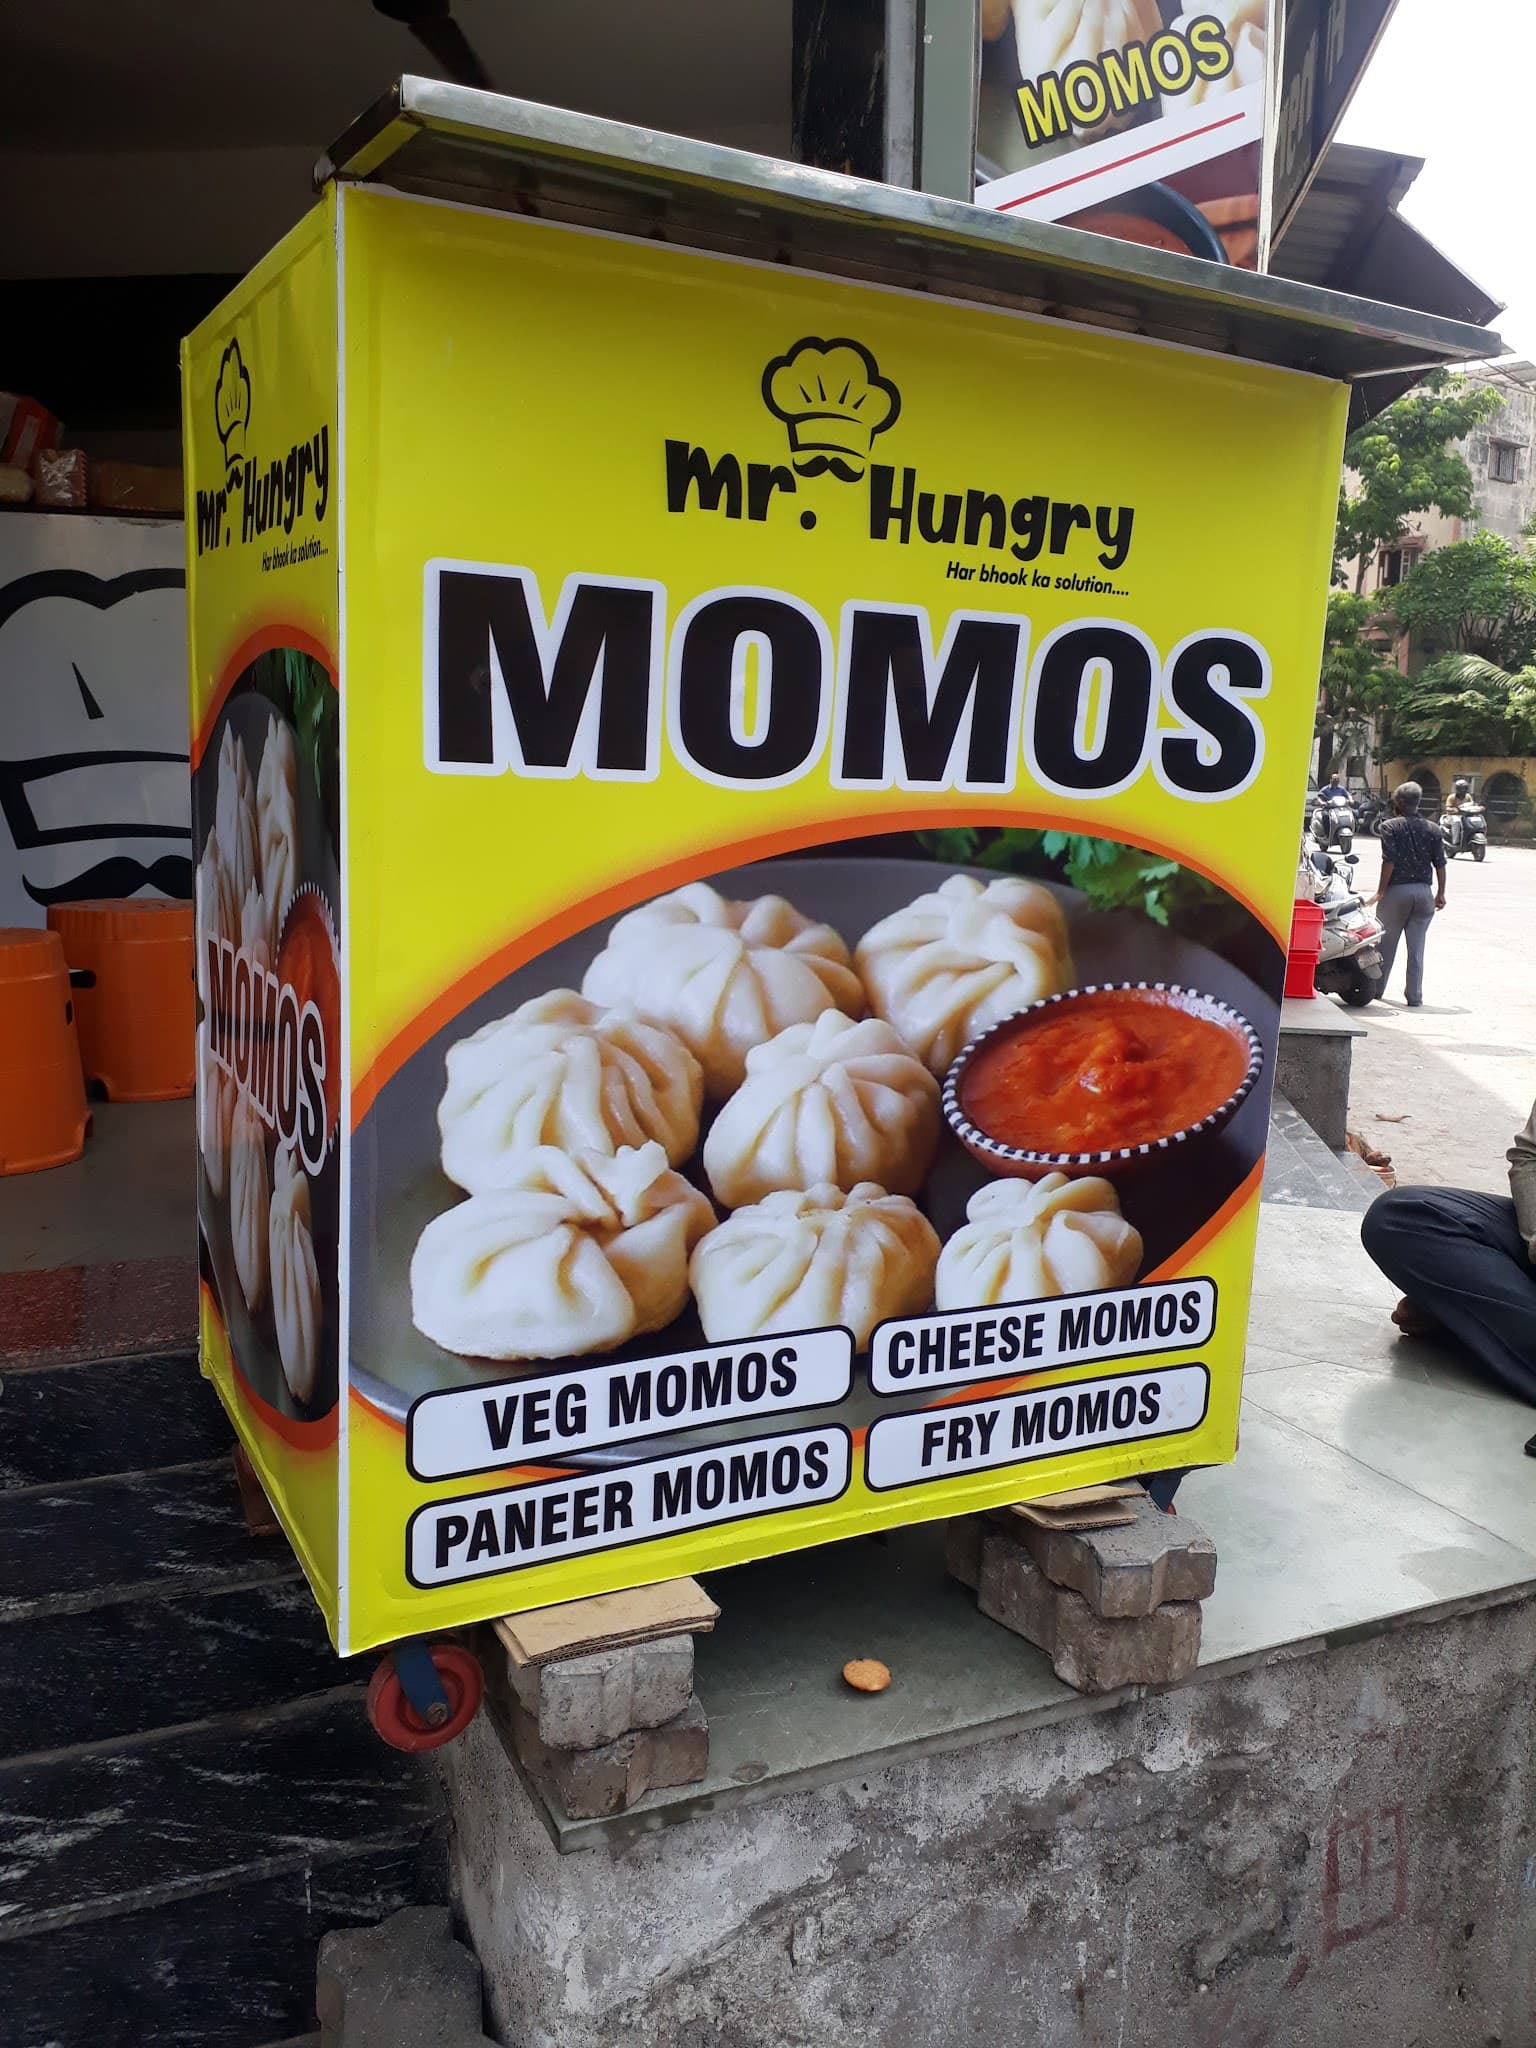 MOMOS
mr. Hungry
Har bhook ka solution....
MOMOS
mr. Hungry
Har bhook ka solution....
MOMOS
VEG MOMOS
CHEESE MOMOS
PANEER MOMOS
FRY MOMOS